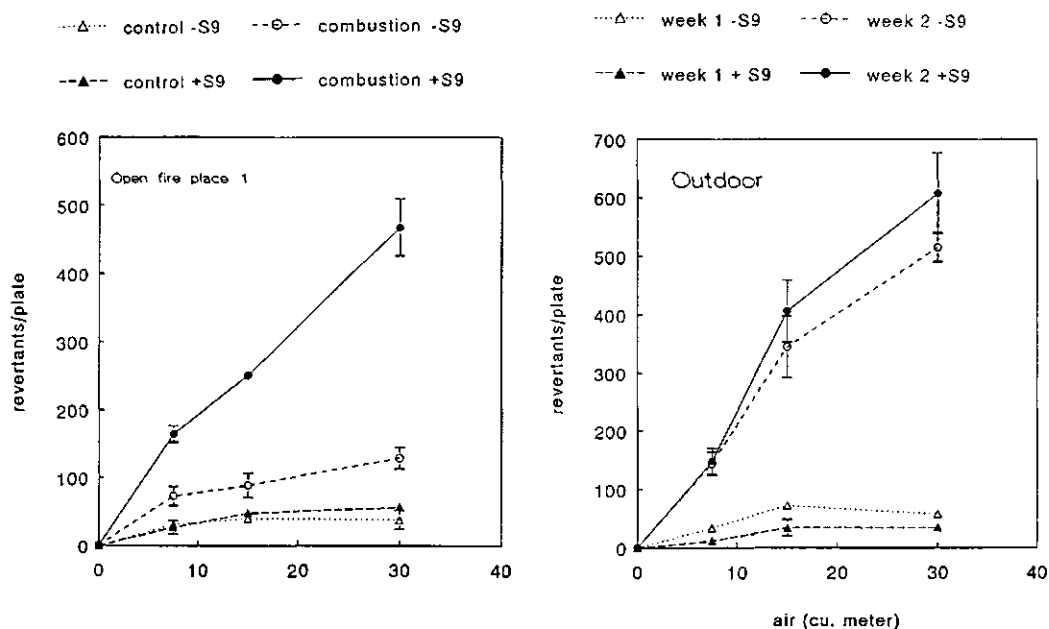 control -S9 combustion -S9
control +S9 combustion +S9
week 1 -S9 week 2 -S9
week 1 + S9 week 2 +S9
600
500
400
300
200
100
0
revertants/plate
Open fire place 1
0 10 20 30 40
700
600
500
400
300
200
100
0
revertants/plate
Outdoor
0 10 20 30 40
air (cu. meter)